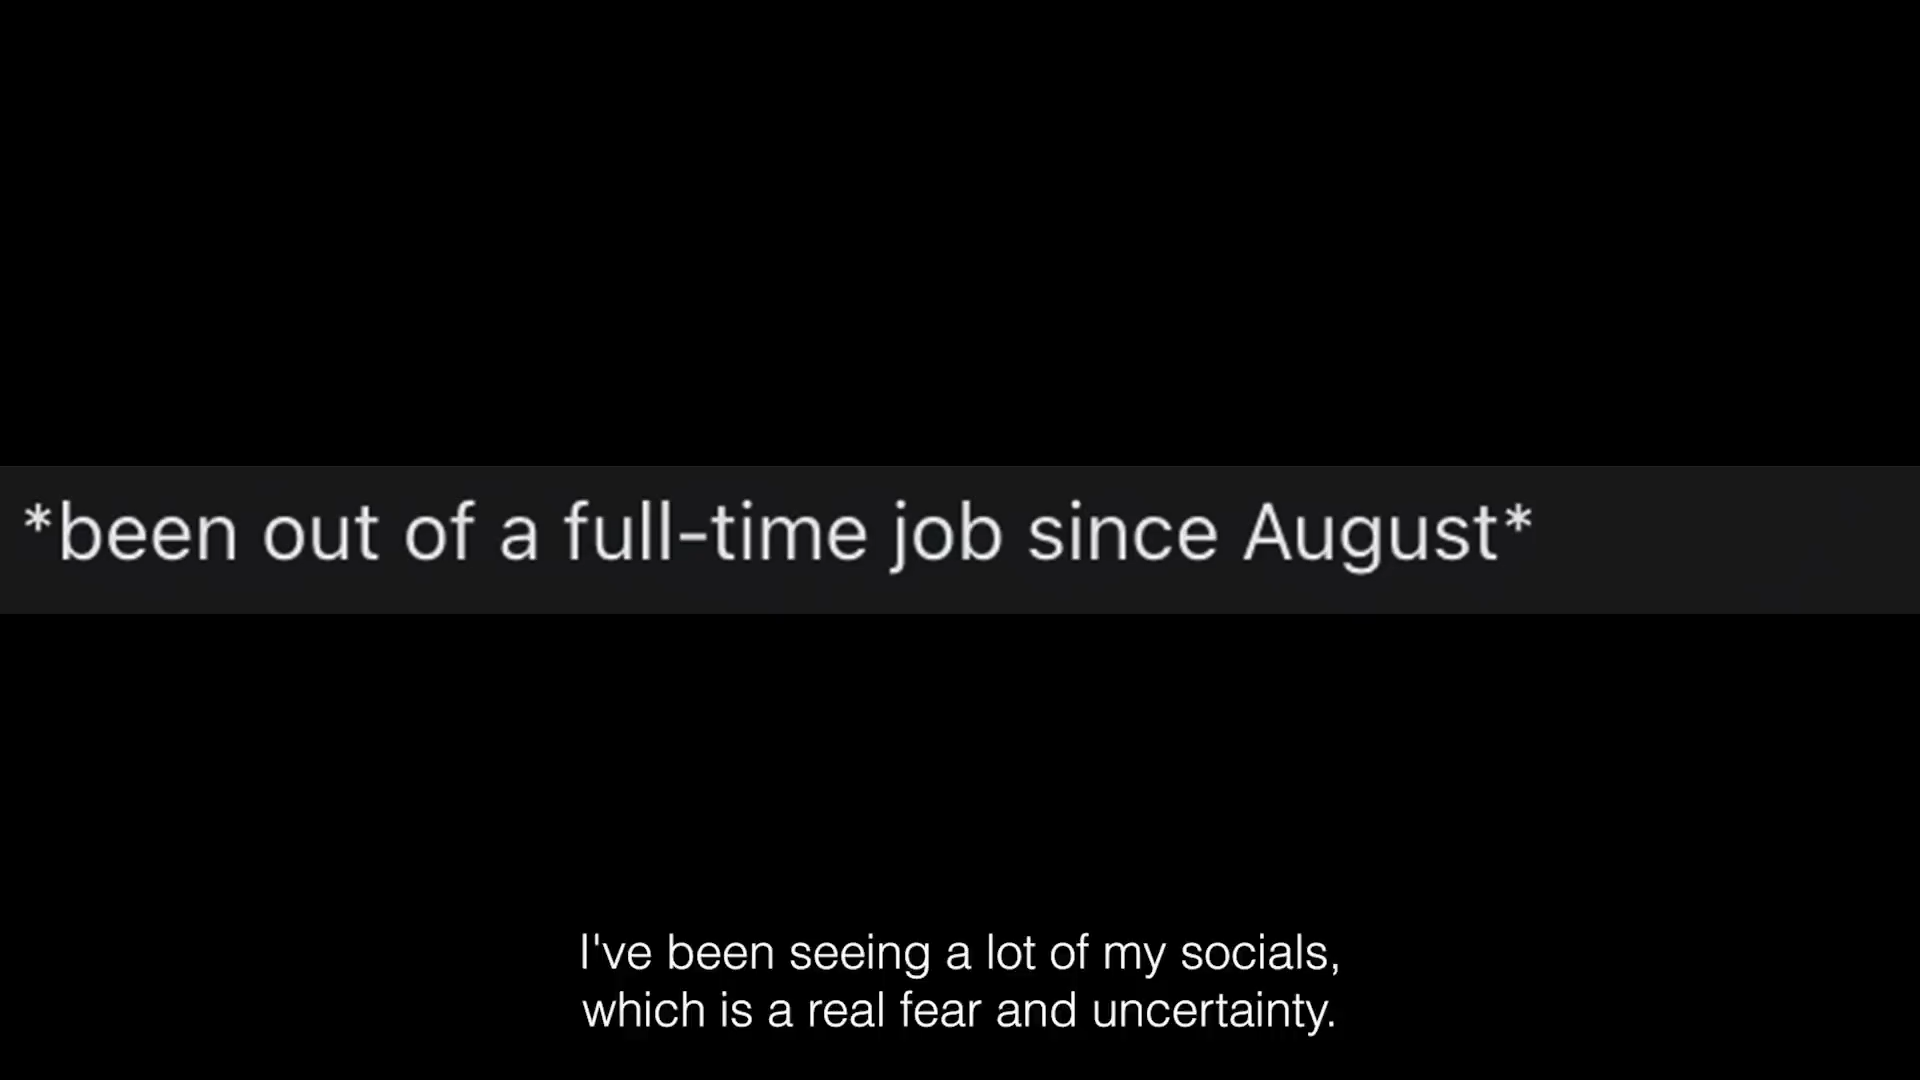 *been out of a full-time job since August*
I've been seeing a lot of my socials,
which is a real fear and uncertainty.